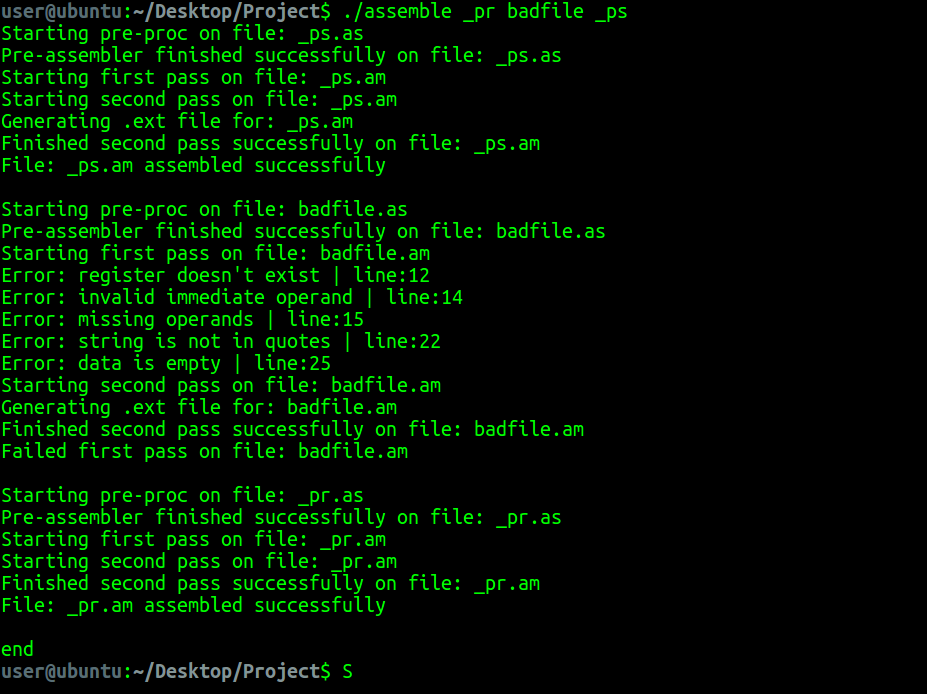 user@ubuntu:~/Desktop/Project$ ./assemble _pr badfile _ps
Starting pre-proc on file: _ps.as
Pre-assembler finished successfully on file: _ps.as
Starting first pass on file: _ps.am
Starting second pass on file: _ps.am
Generating .ext file for: _ps.am
Finished second pass successfully on file: _ps.am
File: _ps.am assembled successfully
Starting pre-proc on file: badfile.as
Pre-assembler finished successfully on file: badfile.as
Starting first pass on file: badfile.am
Error: register doesn't exist | line:12
Error: invalid immediate operand | line:14
Error: missing operands | line:15
Error: string is not in quotes | line:22
Error: data is empty | line:25
Starting second pass on file: badfile.am
Generating .ext file for: badfile.am
Finished second pass successfully on file: badfile.am
Failed first pass on file: badfile.am
Starting pre-proc on file: _pr.as
Pre-assembler finished successfully on file: _pr.as
Starting first pass on file: _pr.am
Starting second pass on file: _pr.am
Finished second pass successfully on file: _pr.am
File: _pr.am assembled successfully
end
user@ubuntu:~/Desktop/Project$ S